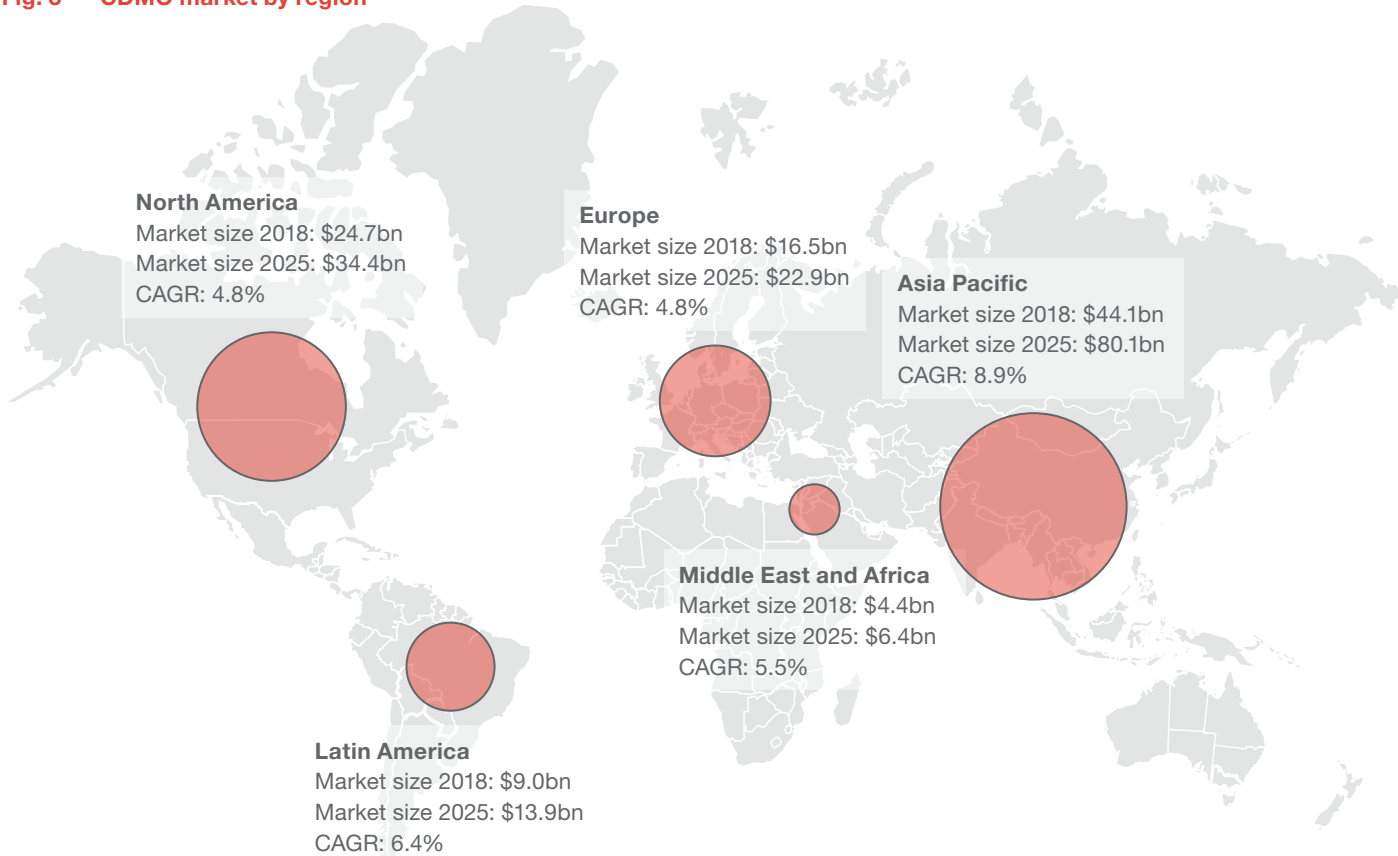 Fig. CDMO market by region
North America
Market size 2018: $24.7bn
Market size 2025: $34.4bn
CAGR: 4.8%
Europe
Market size 2018: $16.5bn
Market size 2025: $22.9bn
CAGR: 4.8%
Asia Pacific
Market size 2018: $44.1bn
Market size 2025: $80.1bn
CAGR: 8.9%
Middle East and Africa
Market size 2018: $4.4bn
Market size 2025: $6.4bn
CAGR: 5.5%
Latin America
Market size 2018: $9.0bn
Market size 2025: $13.9bn
CAGR: 6.4%